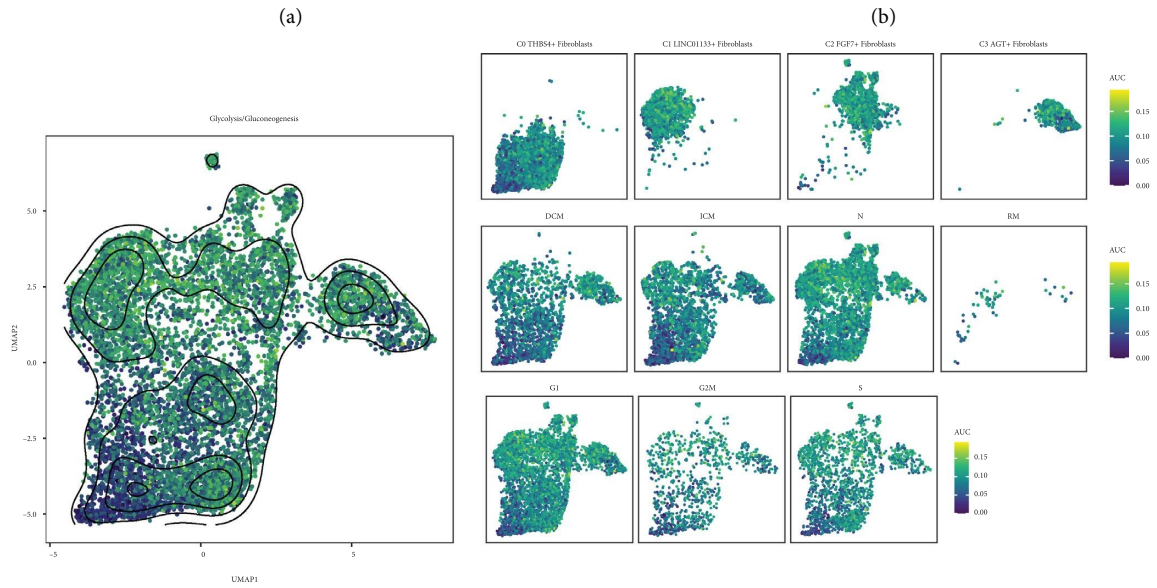 (a)
(b)
Glycolysis/Gluconeogenesis
5.0
2.5
0.0
−2.5
−5.0
UMAP2
−5
0
5
UMAP1
C0 THBS4+ Fibroblasts
C1 LINC01133+ Fibroblasts
C2 FGF7+ Fibroblasts
C3 AGT+ Fibroblasts
AUC
0.15
0.10
0.05
0.00
DCM
ICM
N
RM
AUC
0.15
0.10
0.05
0.00
G1
G2M
S
AUC
0.15
0.10
0.05
0.00